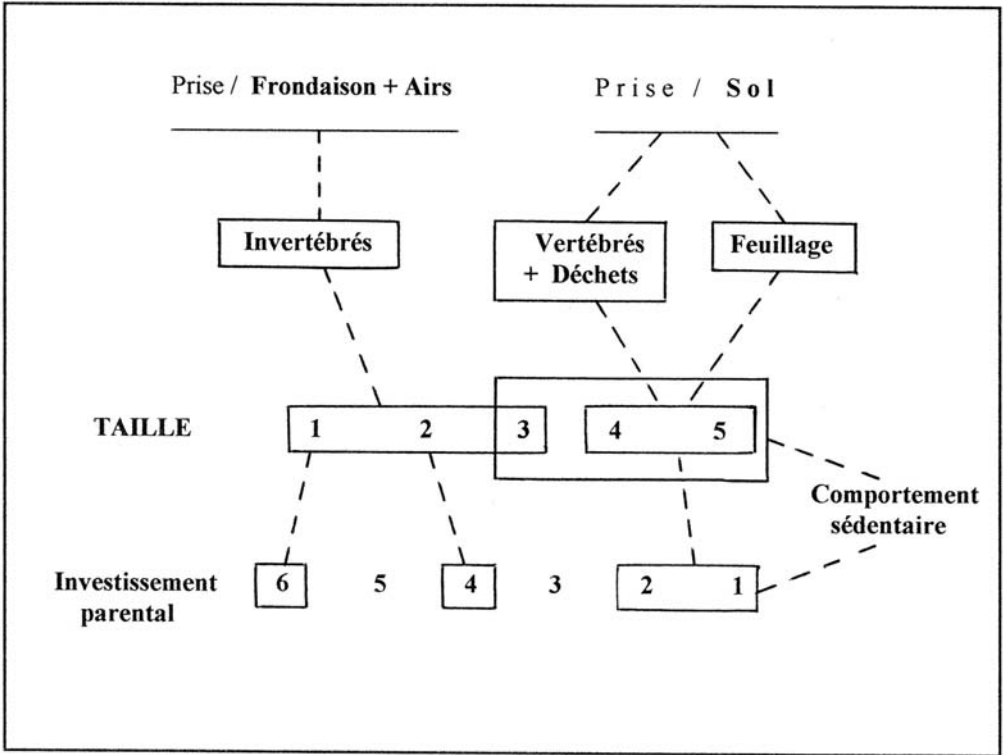 Prise / Frondaison + Airs
Prise / Sol
Invertébrés
Vertébrés
+ Déchets
Feuillage
TAILLE
1 2 3 4 5
Comportement
sédentaire
Investissement
parental
6 5 4 3 2 1